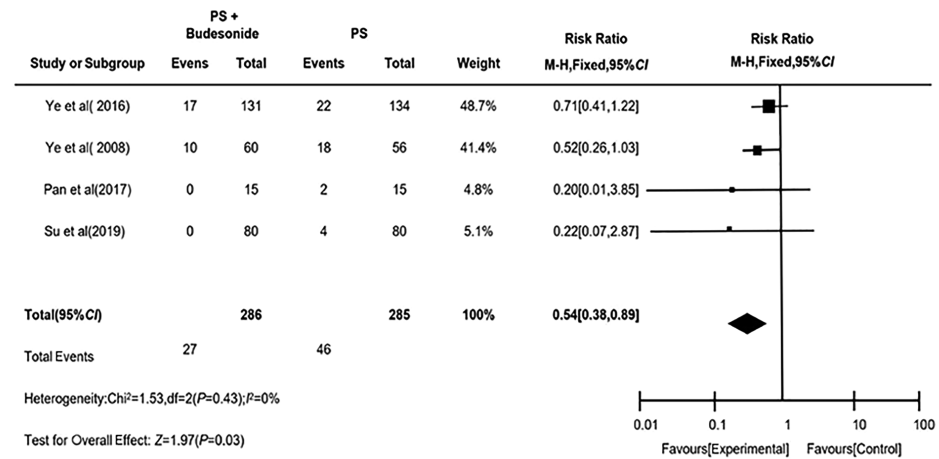 PS +
Budesonide PS Risk Ratio Risk Ratio
Study or Subgroup Evens Total Events Total Weight M-H,Fixed,95%CI M-H,Fixed,95%CI
Ye et al( 2016) 17 131 22 134 48.7% 0.71[0.41,1.22]
Ye et al( 2008) 10 60 18 56 41.4% 0.52[0.26,1.03]
Pan et al(2017) 0 15 2 15 4.8% 0.20[0.01,3.85]
Su et al(2019) 0 80 4 80 5.1% 0.22[0.07,2.87]
Total(95%CI) 286 285 100% 0.54[0.38,0.89]
Total Events 27 46
Heterogeneity:Chi²=1.53,df=2(P=0.43);I²=0%
Test for Overall Effect: Z=1.97(P=0.03)
0.01 0.1 1 10 100
Favours[Experimental] Favours[Control]